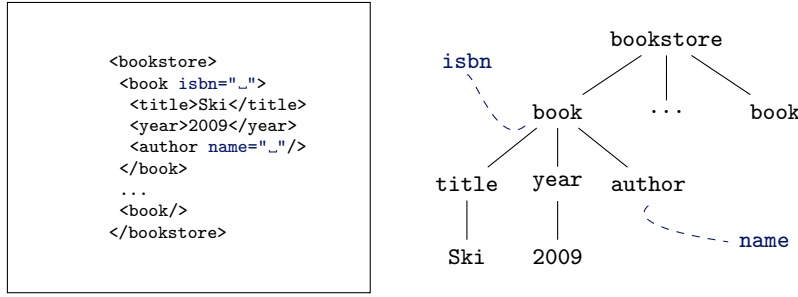 <bookstore>
<book isbn="␣">
<title>Ski</title>
<year>2009</year>
<author name="␣"/>
</book>
...
<book/>
</bookstore>
bookstore
isbn
book
...
book
title
year
author
name
Ski
2009